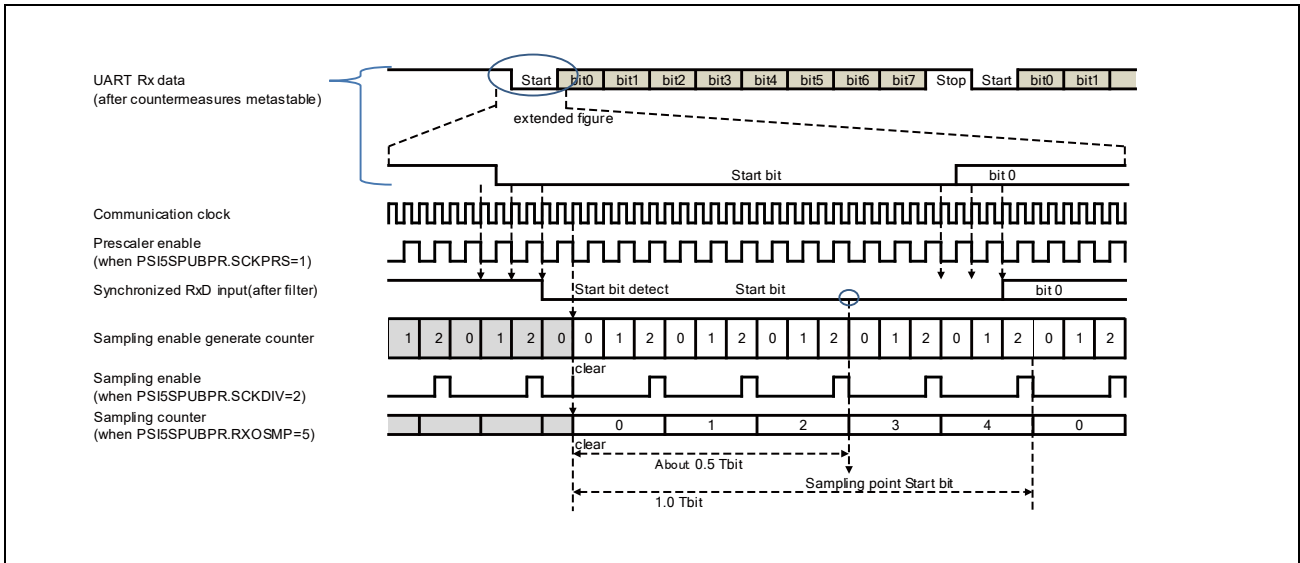 UART Rx data
(after countermeasures metastable)
Start bit0 bit1 bit2 bit3 bit4 bit5 bit6 bit7 Stop Start bit0 bit1
extended figure
Start bit bit 0
Communication clock
Prescaler enable
(when PSI5SPUBPR.SCKPRS=1)
Synchronized RxD input(after filter)
Start bit detect Start bit bit 0
Sampling enable generate counter
1 2 0 1 2 0 0 1 2 0 1 2 0 1 2 0 1 2 0 1 2 0 1 2
clear
Sampling enable
(when PSI5SPUBPR.SCKDIV=2)
Sampling counter
(when PSI5SPUBPR.RXOSMP=5)
0 1 2 3 4 0
clear
About 0.5 Tbit
Sampling point Start bit
1.0 Tbit